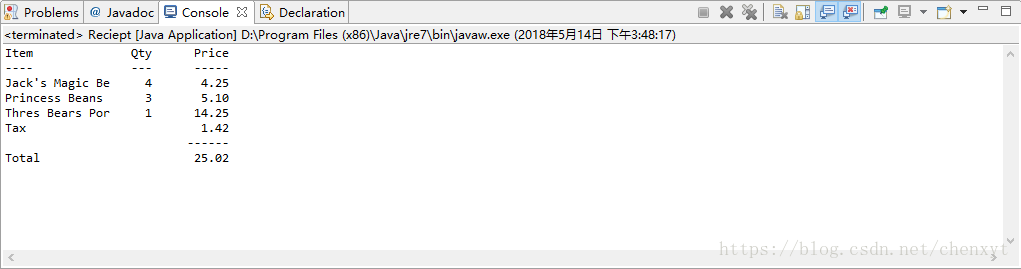 Problems @ Javadoc Console Declaration
<terminated> Reciept [Java Application] D:\Program Files (x86)\Java\jre7\bin\javaw.exe (2018年5月14日 下午3:48:17)
Item Qty Price
---- --- -----
Jack's Magic Be 4 4.25
Princess Beans 3 5.10
Thres Bears Por 1 14.25
Tax 1.42
------
Total 25.02
https://blog.csdn.net/chenxyt